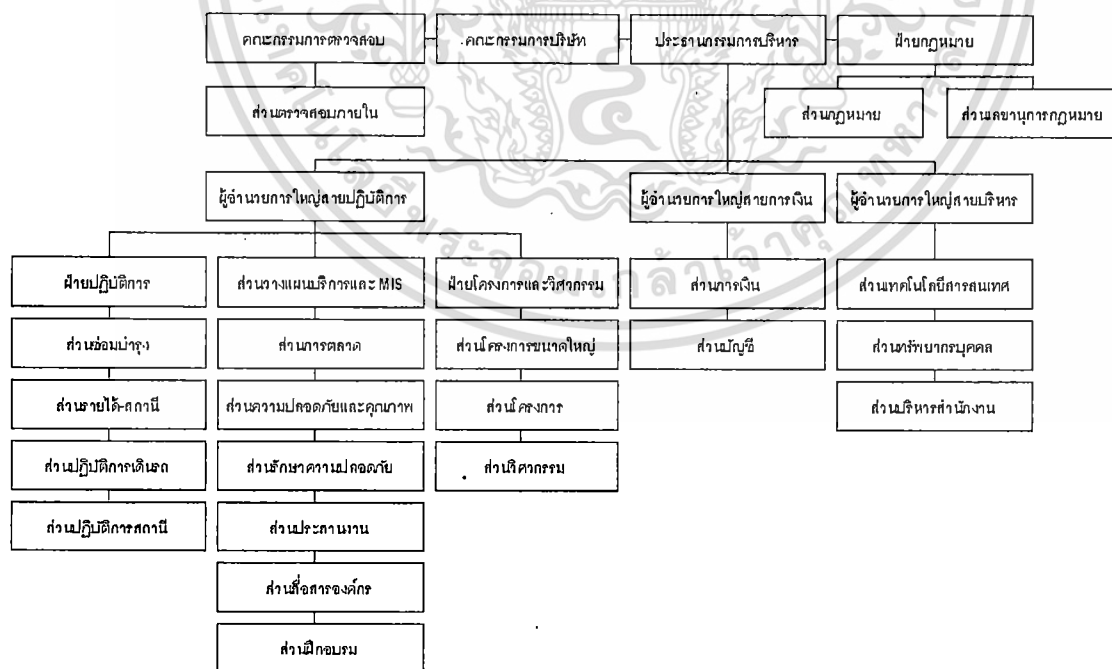 คณะกรรมการตรวจสอบ
คณะกรรมการบริษัท
ประธานกรรมการบริหาร
ฝ่ายกฎหมาย
ส่วนตรวจสอบภายใน
ส่วนกฎหมาย
ส่วนเลขานุการกฎหมาย
ผู้อำนวยการใหญ่สายปฏิบัติการ
ผู้อำนวยการใหญ่สายการเงิน
ผู้อำนวยการใหญ่สายบริหาร
ฝ่ายปฏิบัติการ
ส่วนวางแผนบริการและ MIS
ฝ่ายโครงการและวิศวกรรม
ส่วนการเงิน
ส่วนเทคโนโลยีสารสนเทศ
ส่วนซ่อมบำรุง
ส่วนการตลาด
ส่วนโครงการขนาดใหญ่
ส่วนบัญชี
ส่วนทรัพยากรบุคคล
ส่วนรายได้-สถานี
ส่วนความปลอดภัยและคุณภาพ
ส่วนโครงการ
ส่วนบริหารสำนักงาน
ส่วนปฏิบัติการเดินรถ
ส่วนรักษาความปลอดภัย
ส่วนวิศวกรรม
ส่วนปฏิบัติการสถานี
ส่วนประสานงาน
ส่วนสื่อสารองค์กร
ส่วนฝึกอบรม
พระจอมเกล้าเจ้าคุณทหาร